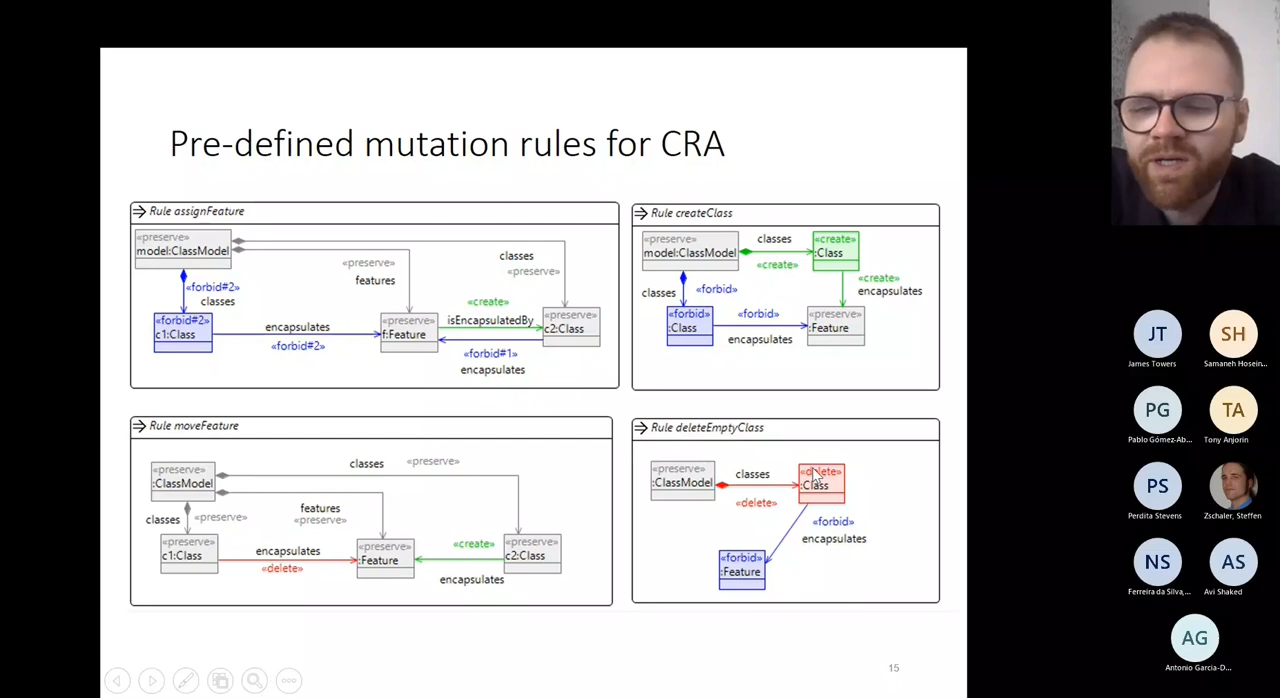 Pre-defined mutation rules for CRA
Rule assignFeature
«preserve»
model:ClassModel
«forbid#2»
classes
«forbid#2»
c1:Class
encapsulates
«forbid#2»
«preserve»
features
«preserve»
f:Feature
«create»
isEncapsulatedBy
«forbid#1»
encapsulates
classes
«preserve»
c2:Class
Rule createClass
«preserve»
model:ClassModel
classes
«create»
«create»
:Class
«create»
encapsulates
classes
«forbid»
«forbid»
:Class
«forbid»
encapsulates
«preserve»
:Feature
Rule moveFeature
«preserve»
:ClassModel
classes
«preserve»
features
«preserve»
classes
«preserve»
«preserve»
c1:Class
encapsulates
«delete»
«preserve»
:Feature
«create»
encapsulates
«preserve»
c2:Class
Rule deleteEmptyClass
«preserve»
:ClassModel
classes
«delete»
«delete»
:Class
«forbid»
encapsulates
«forbid»
:Feature
15
JT
James Towers
SH
Samaneh Hosein...
PG
Pablo Gómez-Ab...
TA
Tony Anjorin
PS
Perdita Stevens
Zschaler, Steffen
NS
Ferreira da Silva,...
AS
Avi Shaked
AG
Antonio Garcia-D...